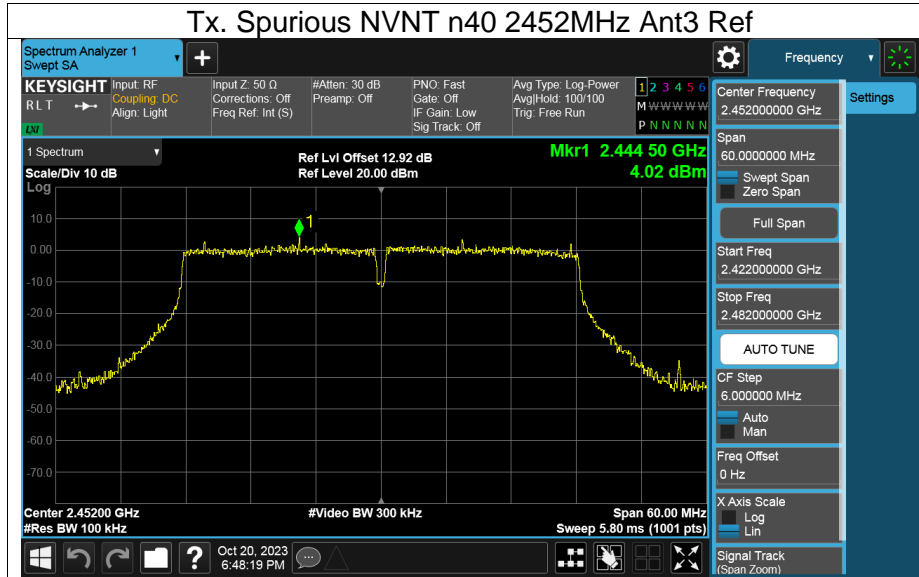 Tx. Spurious NVNT n40 2452MHz Ant3 Ref
Spectrum Analyzer 1
Swept SA
+
Frequency
KEYSIGHT
RLT
LXI
Input: RF
Coupling: DC
Align: Light
Input Z: 50 Ω
Corrections: Off
Freq Ref: Int (S)
#Atten: 30 dB
Preamp: Off
PNO: Fast
Gate: Off
IF Gain: Low
Sig Track: Off
Avg Type: Log-Power
Avg|Hold: 100/100
Trig: Free Run
1 2 3 4 5 6
M W W W W W
P N N N N N
1 Spectrum
Scale/Div 10 dB
Ref Lvl Offset 12.92 dB
Ref Level 20.00 dBm
Mkr1 2.444 50 GHz
4.02 dBm
Log
10.0
0.00
-10.0
-20.0
-30.0
-40.0
-50.0
-60.0
-70.0
1
Center 2.45200 GHz
#Res BW 100 kHz
#Video BW 300 kHz
Span 60.00 MHz
Sweep 5.80 ms (1001 pts)
Center Frequency
2.452000000 GHz
Settings
Span
60.0000000 MHz
Swept Span
Zero Span
Full Span
Start Freq
2.422000000 GHz
Stop Freq
2.482000000 GHz
AUTO TUNE
CF Step
6.000000 MHz
Auto
Man
Freq Offset
0 Hz
X Axis Scale
Log
Lin
Signal Track
(Span Zoom)
?
Oct 20, 2023
6:48:19 PM